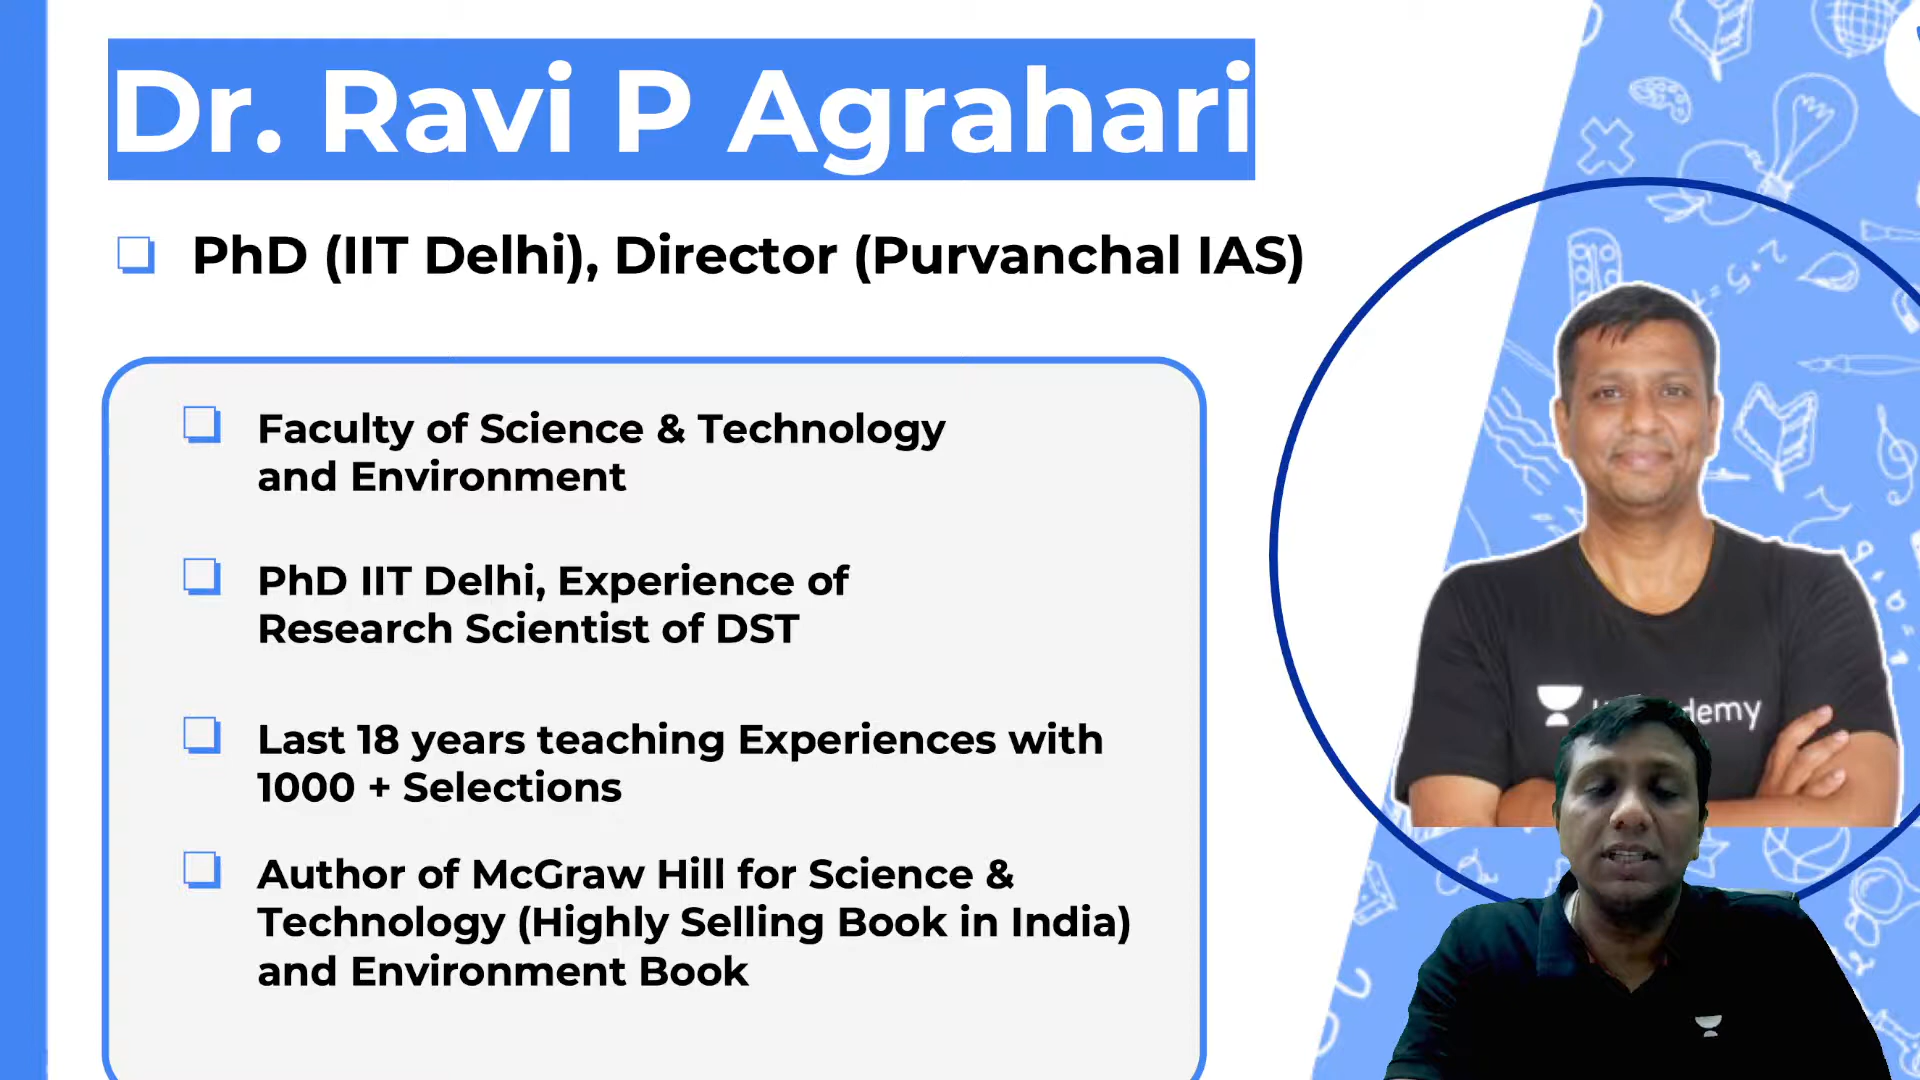 Dr. Ravi P Agrahari
PhD (IIT Delhi), Director (Purvanchal IAS)
Faculty of Science & Technology
and Environment
PhD IIT Delhi, Experience of
Research Scientist of DST
Last 18 years teaching Experiences with
1000 + Selections
Author of McGraw Hill for Science &
Technology (Highly Selling Book in India)
and Environment Book